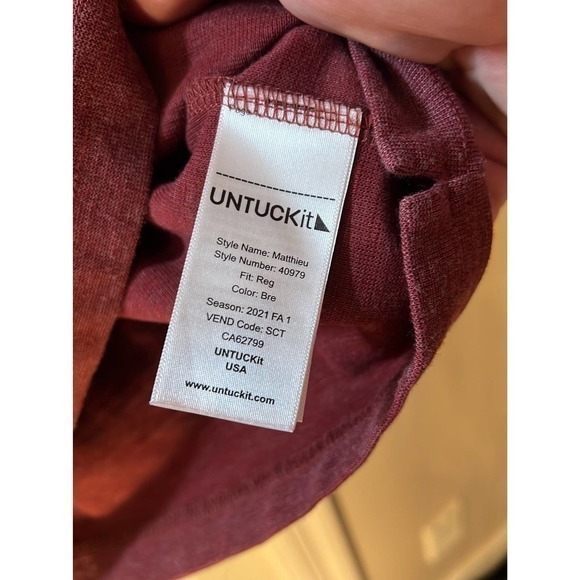 UNTUCKit
Style Name: Matthieu
Style Number: 40979
Fit: Reg
Color: Bre
Season: 2021 FA 1
VEND Code: SCT
CA62799
UNTUCKit
USA
www.untuckit.com